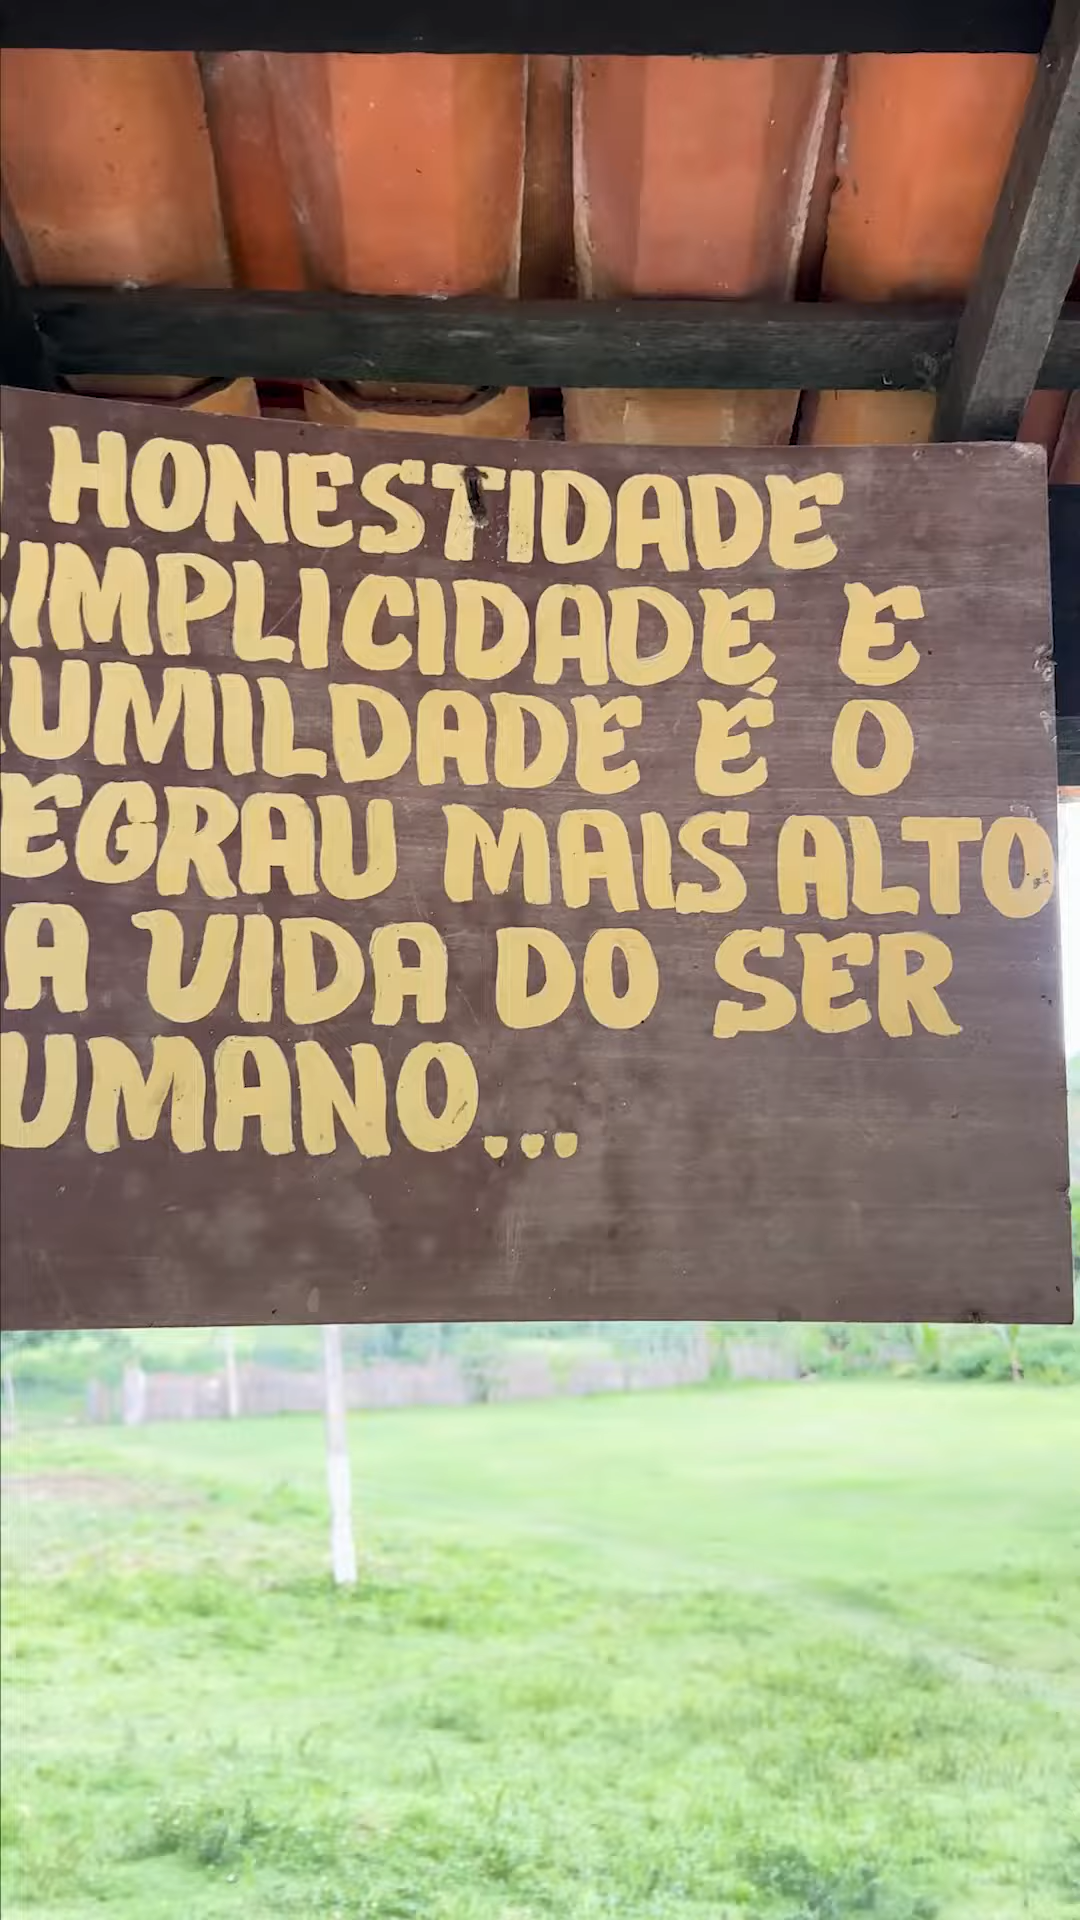 HONESTIDADE
SIMPLICIDADE E
UMILDADE É O
EGRAU MAIS ALTO
A VIDA DO SER
UMANO...